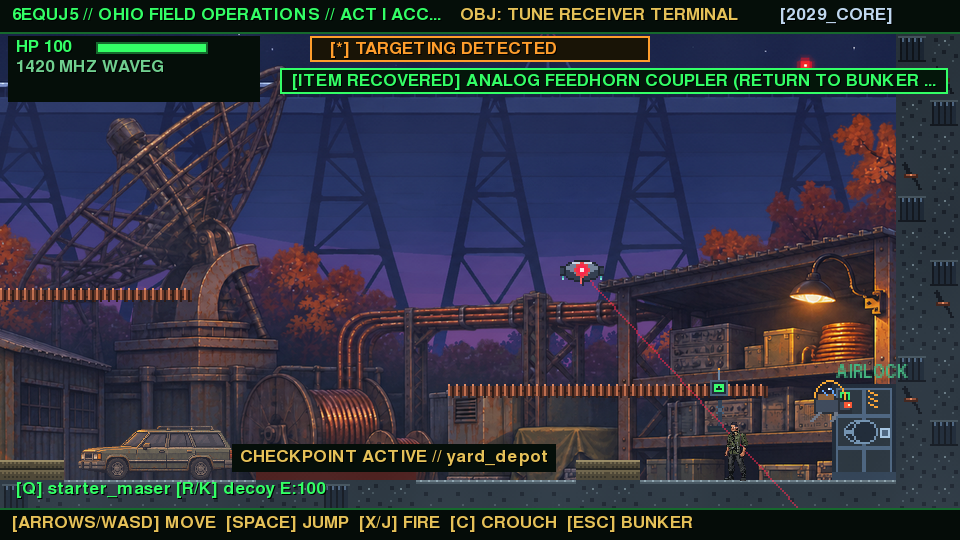 6EQUJ5 // OHIO FIELD OPERATIONS // ACT I ACC... OBJ: TUNE RECEIVER TERMINAL [2029_CORE]
HP 100
[*] TARGETING DETECTED
1420 MHZ WAVEG
[ITEM RECOVERED] ANALOG FEEDHORN COUPLER (RETURN TO BUNKER ...
AIRLOCK
CHECKPOINT ACTIVE // yard_depot
[Q] starter_maser [R/K] decoy E:100
[ARROWS/WASD] MOVE [SPACE] JUMP [X/J] FIRE [C] CROUCH [ESC] BUNKER